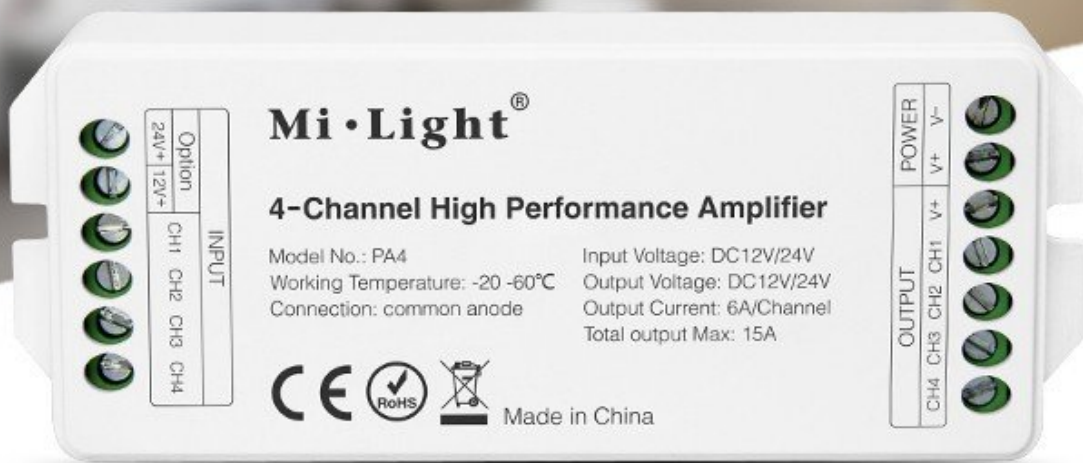 Mi·Light®
4-Channel High Performance Amplifier
Model No.: PA4
Working Temperature: -20 -60℃
Connection: common anode
Input Voltage: DC12V/24V
Output Voltage: DC12V/24V
Output Current: 6A/Channel
Total output Max: 15A
CE
RoHS
Made in China
INPUT
Option
24V+ 12V+
CH1 CH2 CH3 CH4
POWER
V- V+
OUTPUT
V+ CH1 CH2 CH3 CH4